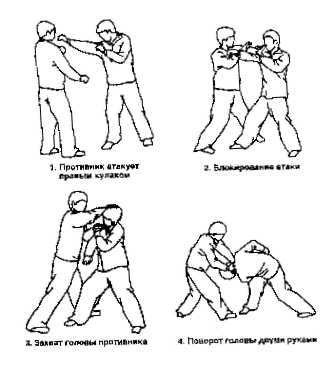 1. Противник атакует
правым кулаком
2. Блокирование атаки
3. Захват головы противника
4. Поворот головы двумя руками